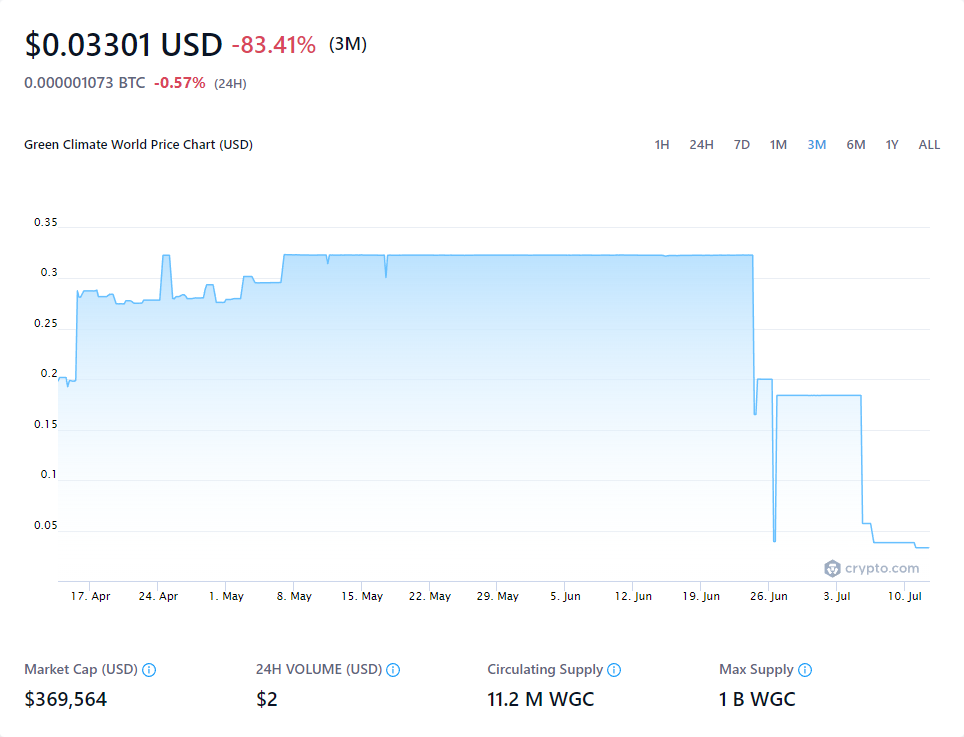 $0.03301 USD -83.41% (3M)
0.000001073 BTC -0.57% (24H)
Green Climate World Price Chart (USD)
1H 24H 7D 1M 3M 6M 1Y ALL
0.35
0.3
0.25
0.2
0.15
0.1
0.05
crypto.com
17. Apr 24. Apr 1. May 8. May 15. May 22. May 29. May 5. Jun 12. Jun 19. Jun 26. Jun 3. Jul 10. Jul
Market Cap (USD) 24H VOLUME (USD) Circulating Supply Max Supply
$369,564 $2 11.2 M WGC 1 B WGC